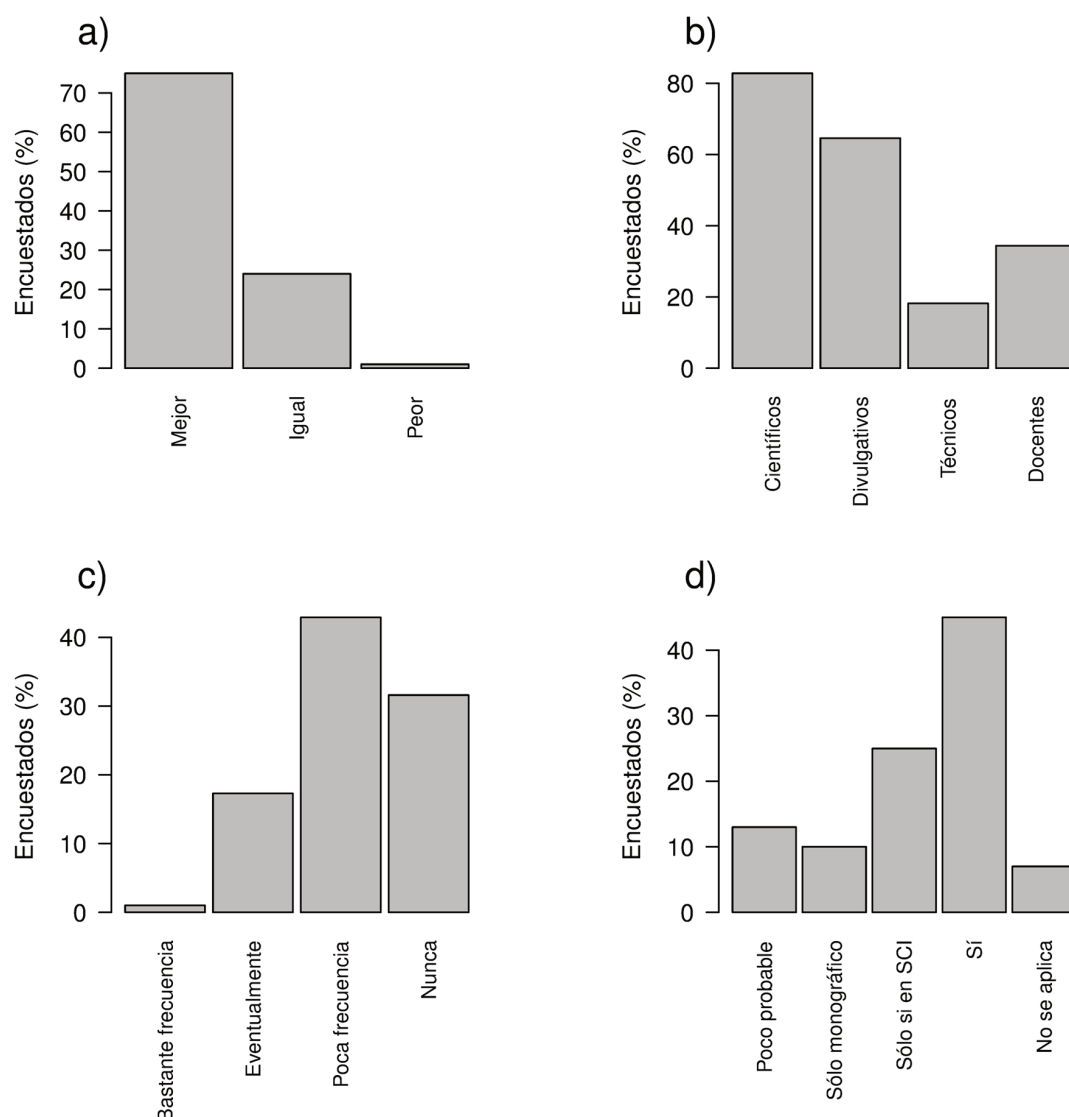 a)
Encuestados (%)
70
60
50
40
30
20
10
0
Mejor
Igual
Peor
b)
Encuestados (%)
80
60
40
20
0
Científicos
Divulgativos
Técnicos
Docentes
c)
Encuestados (%)
40
30
20
10
0
Bastante frecuencia
Eventualmente
Poca frecuencia
Nunca
d)
Encuestados (%)
40
30
20
10
0
Poco probable
Sólo monográfico
Sólo si en SCI
Sí
No se aplica